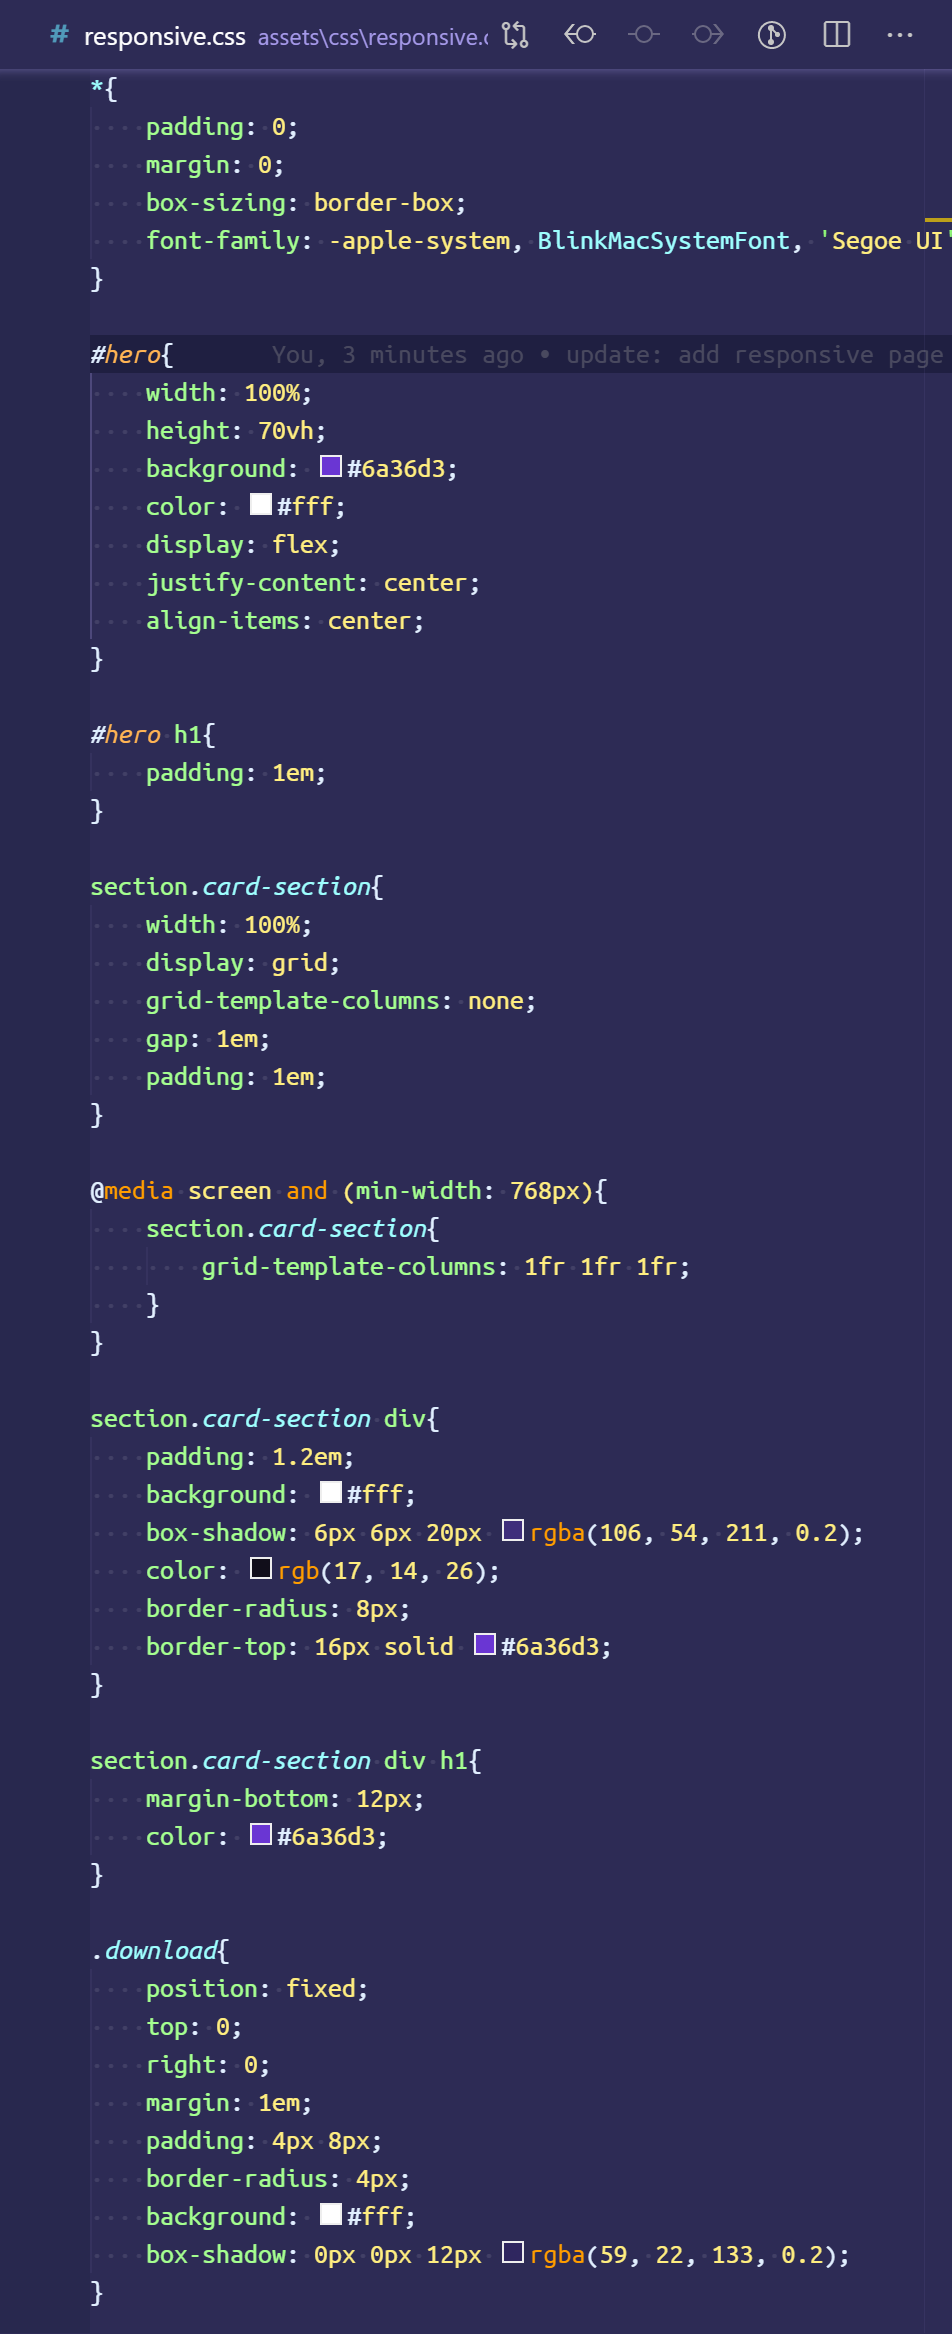 # responsive.css assets\css\responsive.
*{
    padding: 0;
    margin: 0;
    box-sizing: border-box;
    font-family: -apple-system, BlinkMacSystemFont, 'Segoe UI'
}
#hero{ You, 3 minutes ago • update: add responsive page
    width: 100%;
    height: 70vh;
    background: #6a36d3;
    color: #fff;
    display: flex;
    justify-content: center;
    align-items: center;
}
#hero h1{
    padding: 1em;
}
section.card-section{
    width: 100%;
    display: grid;
    grid-template-columns: none;
    gap: 1em;
    padding: 1em;
}
@media screen and (min-width: 768px){
    section.card-section{
        grid-template-columns: 1fr 1fr 1fr;
    }
}
section.card-section div{
    padding: 1.2em;
    background: #fff;
    box-shadow: 6px 6px 20px rgba(106, 54, 211, 0.2);
    color: rgb(17, 14, 26);
    border-radius: 8px;
    border-top: 16px solid #6a36d3;
}
section.card-section div h1{
    margin-bottom: 12px;
    color: #6a36d3;
}
.download{
    position: fixed;
    top: 0;
    right: 0;
    margin: 1em;
    padding: 4px 8px;
    border-radius: 4px;
    background: #fff;
    box-shadow: 0px 0px 12px rgba(59, 22, 133, 0.2);
}